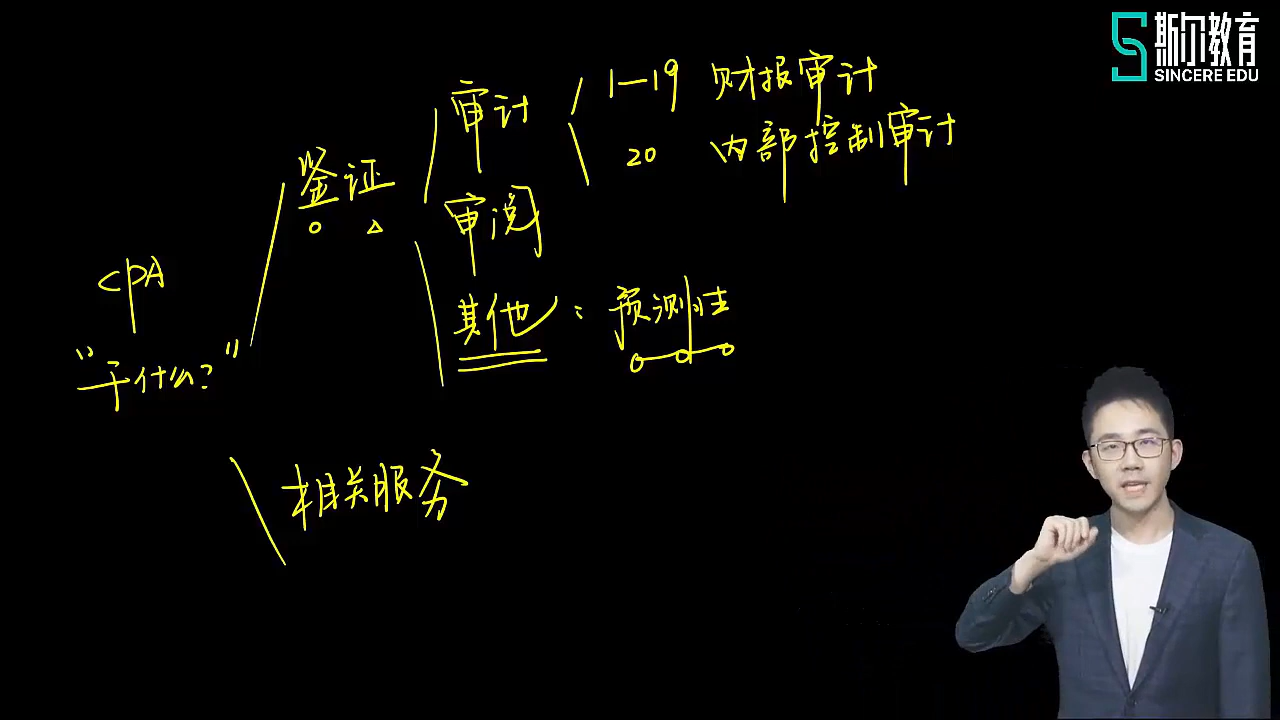 斯尔教育
SINCERE EDU
1—19 财报审计
审计
20 内部控制审计
鉴证
审阅
CPA
其他：预测性
“干什么？”
相关服务